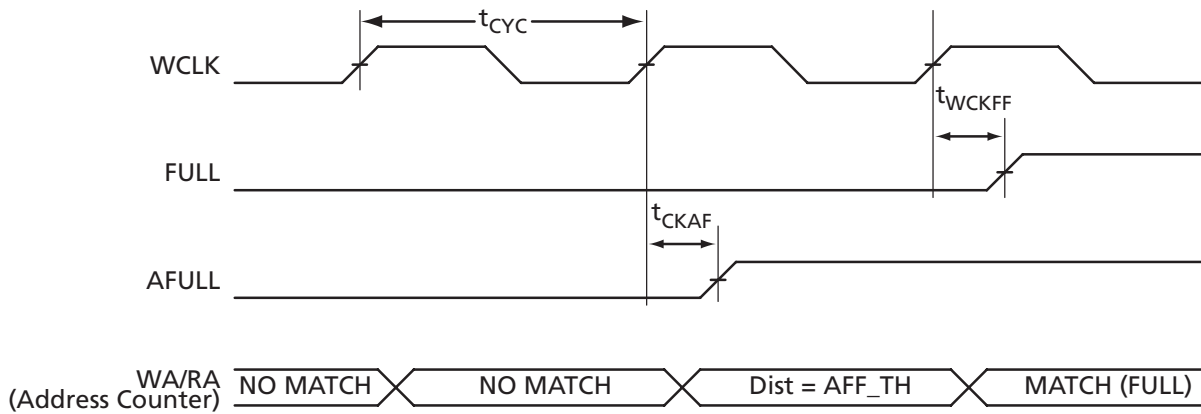 tCYC
WCLK
tWCKFF
FULL
tCKAF
AFULL
WA/RA
(Address Counter)
NO MATCH
NO MATCH
Dist = AFF_TH
MATCH (FULL)